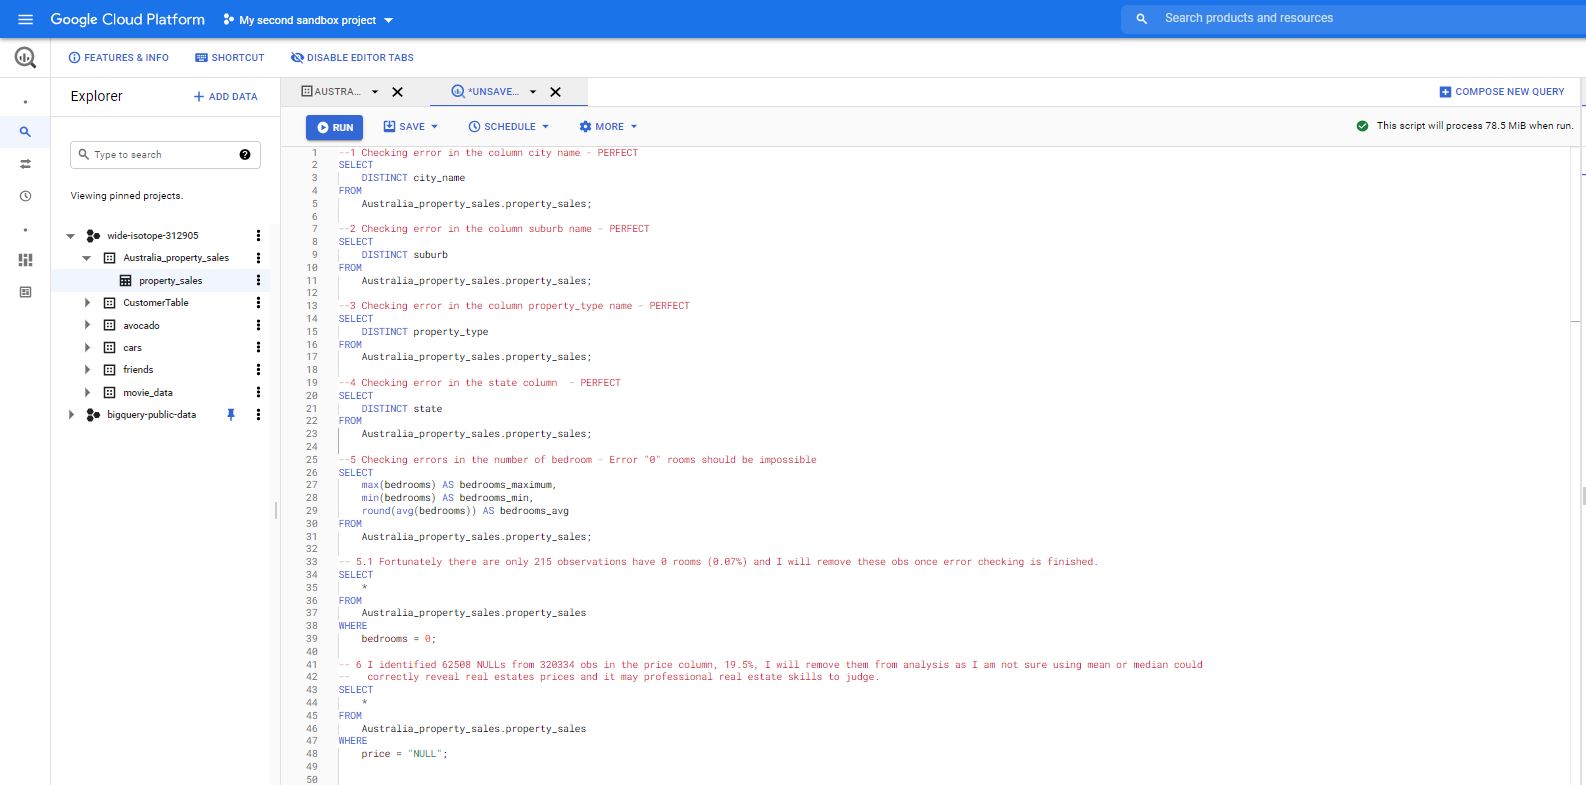 Google Cloud Platform My second sandbox project Search products and resources
FEATURES & INFO SHORTCUT DISABLE EDITOR TABS
Explorer + ADD DATA
AUSTRA... *UNSAVE... COMPOSE NEW QUERY
RUN SAVE SCHEDULE MORE This script will process 78.5 MiB when run.
Type to search
Viewing pinned projects.
wide-isotope-312905
Australia_property_sales
property_sales
CustomerTable
avocado
cars
friends
movie_data
bigquery-public-data
1 --1 Checking error in the column city name - PERFECT
2 SELECT
3 DISTINCT city_name
4 FROM
5 Australia_property_sales.property_sales;
6
7 --2 Checking error in the column suburb name - PERFECT
8 SELECT
9 DISTINCT suburb
10 FROM
11 Australia_property_sales.property_sales;
12
13 --3 Checking error in the column property_type name - PERFECT
14 SELECT
15 DISTINCT property_type
16 FROM
17 Australia_property_sales.property_sales;
18
19 --4 Checking error in the state column - PERFECT
20 SELECT
21 DISTINCT state
22 FROM
23 Australia_property_sales.property_sales;
24
25 --5 Checking errors in the number of bedroom - Error "0" rooms should be impossible
26 SELECT
27 max(bedrooms) AS bedrooms_maximum,
28 min(bedrooms) AS bedrooms_min,
29 round(avg(bedrooms)) AS bedrooms_avg
30 FROM
31 Australia_property_sales.property_sales;
32
33 -- 5.1 Fortunately there are only 215 observations have 0 rooms (0.07%) and I will remove these obs once error checking is finished.
34 SELECT
35 *
36 FROM
37 Australia_property_sales.property_sales
38 WHERE
39 bedrooms = 0;
40
41 -- 6 I identified 62508 NULLs from 320334 obs in the price column, 19.5%, I will remove them from analysis as I am not sure using mean or median could
42 -- correctly reveal real estates prices and it may professional real estate skills to judge.
43 SELECT
44 *
45 FROM
46 Australia_property_sales.property_sales
47 WHERE
48 price = "NULL";
49
50